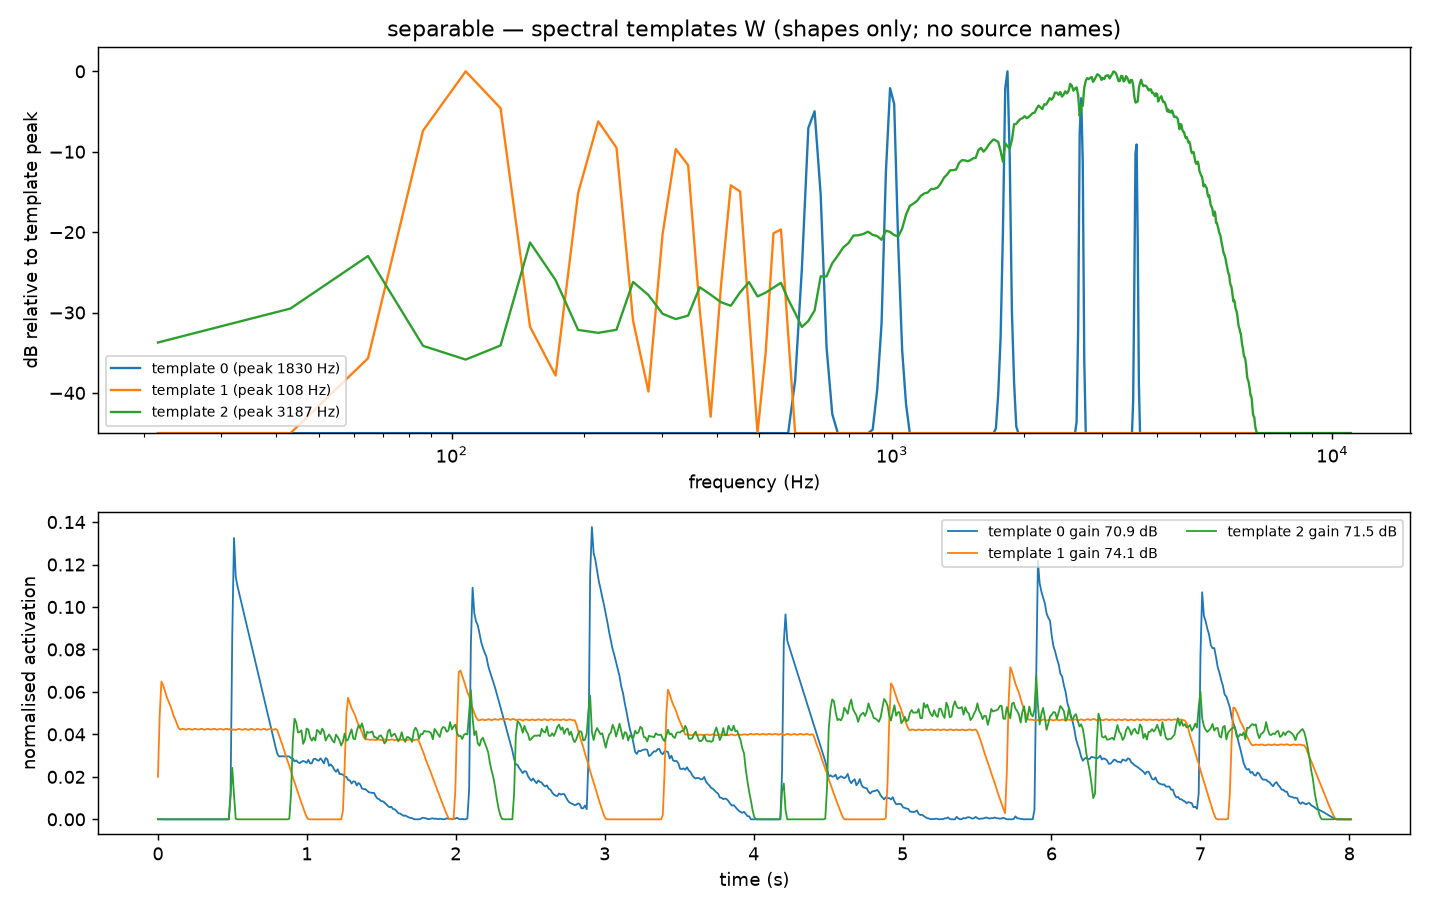 separable — spectral templates W (shapes only; no source names)
dB relative to template peak
0
−10
−20
−30
−40
template 0 (peak 1830 Hz)
template 1 (peak 108 Hz)
template 2 (peak 3187 Hz)
10²
10³
10⁴
frequency (Hz)
normalised activation
0.14
0.12
0.10
0.08
0.06
0.04
0.02
0.00
template 0 gain 70.9 dB
template 1 gain 74.1 dB
template 2 gain 71.5 dB
0 1 2 3 4 5 6 7 8
time (s)